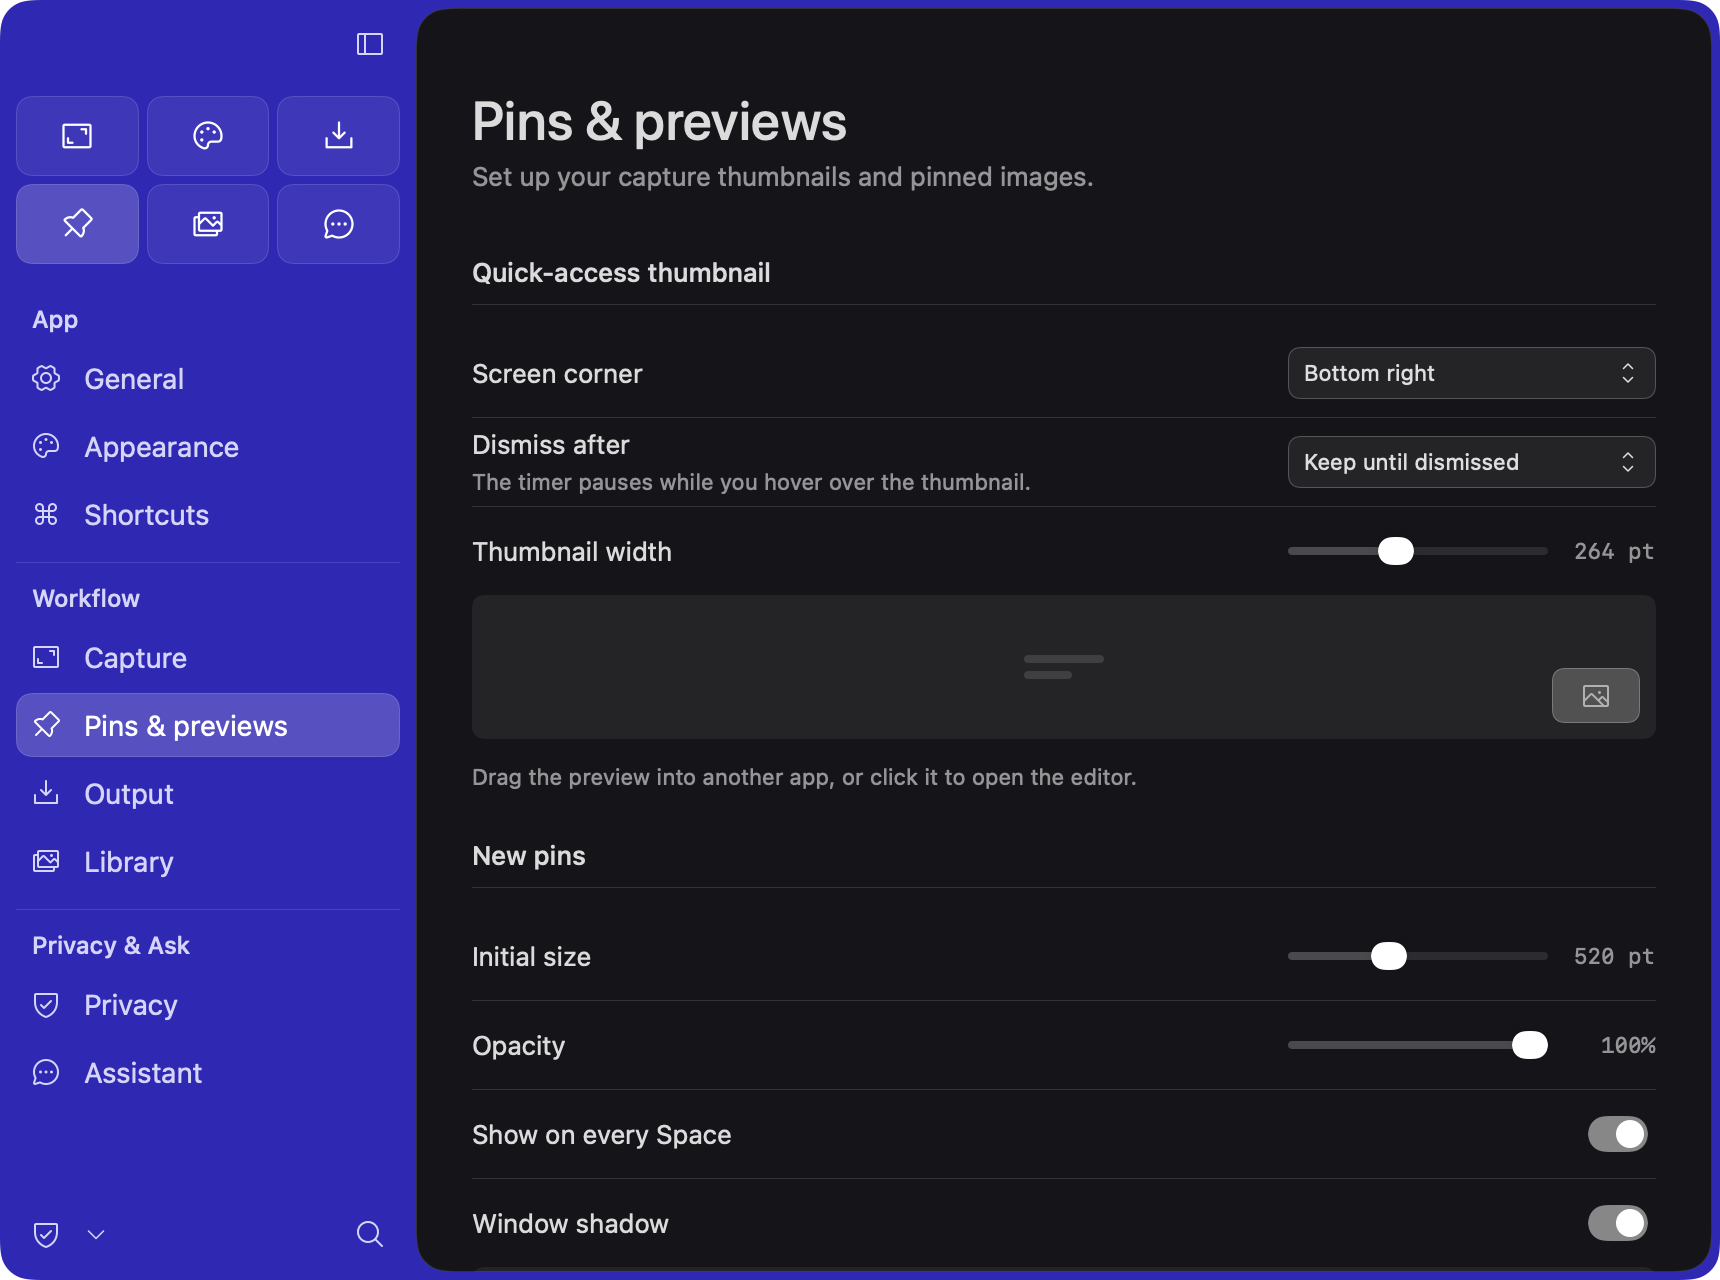 App
General
Appearance
Shortcuts
Workflow
Capture
Pins & previews
Output
Library
Privacy & Ask
Privacy
Assistant
Pins & previews
Set up your capture thumbnails and pinned images.
Quick-access thumbnail
Screen corner
Bottom right
Dismiss after
The timer pauses while you hover over the thumbnail.
Keep until dismissed
Thumbnail width
264 pt
Drag the preview into another app, or click it to open the editor.
New pins
Initial size
520 pt
Opacity
100%
Show on every Space
Window shadow